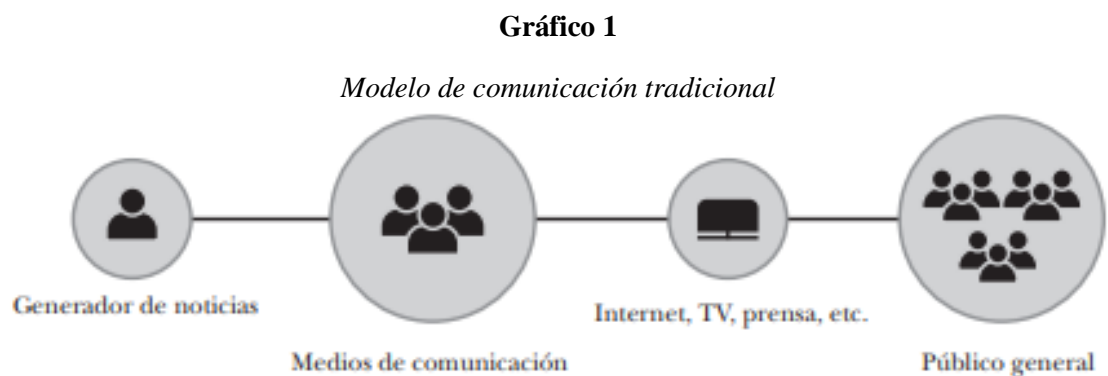 Gráfico 1
Modelo de comunicación tradicional
Generador de noticias
Medios de comunicación
Internet, TV, prensa, etc.
Público general